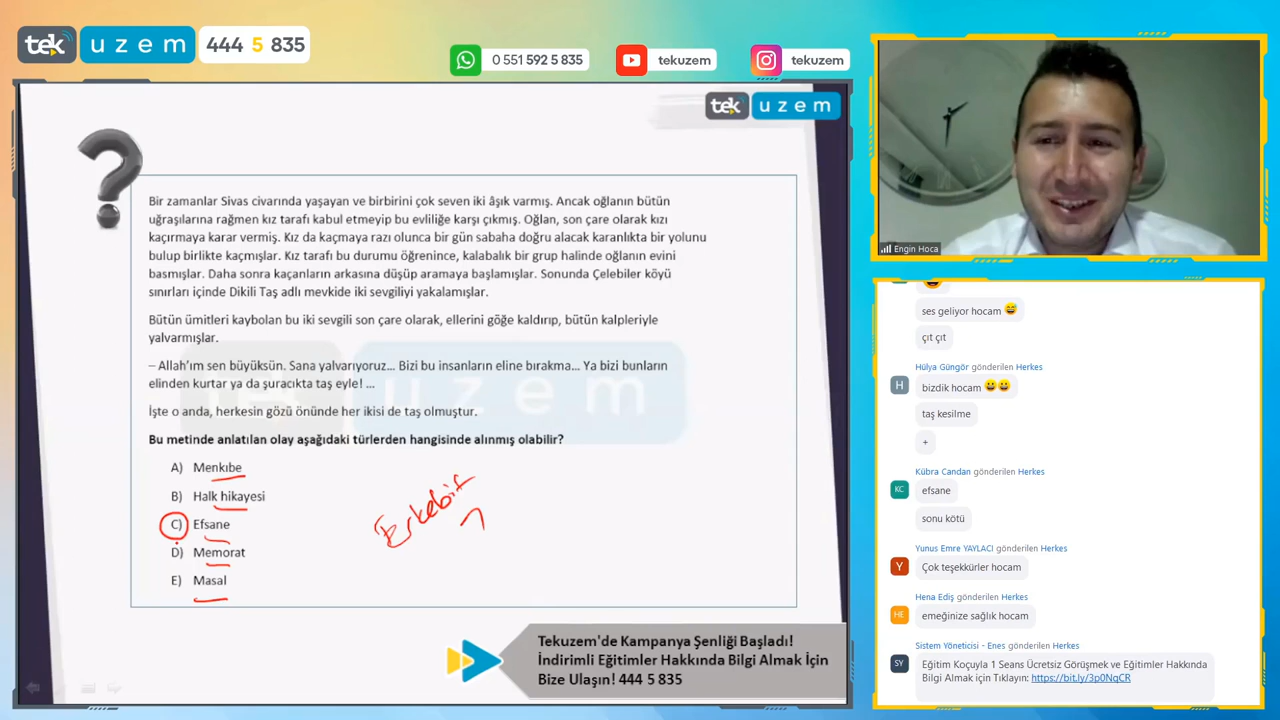 tek uzem 444 5 835
0 551 592 5 835
tekuzem
tekuzem
tek uzem
Bir zamanlar Sivas civarında yaşayan ve birbirini çok seven iki âşık varmış. Ancak oğlanın bütün
uğraşılarına rağmen kız tarafı kabul etmeyip bu evliliğe karşı çıkmış. Oğlan, son çare olarak kızı
kaçırmaya karar vermiş. Kız da kaçmaya razı olunca bir gün sabaha doğru alacak karanlıkta bir yolunu
bulup birlikte kaçmışlar. Kız tarafı bu durumu öğrenince, kalabalık bir grup halinde oğlanın evini
basmışlar. Daha sonra kaçanların arkasına düşüp aramaya başlamışlar. Sonunda Çelebiler köyü
sınırları içinde Dikili Taş adlı mevkide iki sevgiliyi yakalamışlar.
Bütün ümitleri kaybolan bu iki sevgili son çare olarak, ellerini göğe kaldırıp, bütün kalpleriyle
yalvarmışlar.
– Allah'ım sen büyüksün. Sana yalvarıyoruz... Bizi bu insanların eline bırakma... Ya bizi bunların
elinden kurtar ya da şuracıkta taş eyle! ...
İşte o anda, herkesin gözü önünde her ikisi de taş olmuştur.
Bu metinde anlatılan olay aşağıdaki türlerden hangisinde alınmış olabilir?
A) Menkıbe
B) Halk hikayesi
C) Efsane
D) Memorat
E) Masal
uzem
Tekuzem'de Kampanya Şenliği Başladı!
İndirimli Eğitimler Hakkında Bilgi Almak İçin
Bize Ulaşın! 444 5 835
Engin Hoca
ses geliyor hocam
çıt çıt
Hülya Güngör gönderilen Herkes
H
bizdik hocam
taş kesilme
+
Kübra Candan gönderilen Herkes
KC
efsane
sonu kötü
Yunus Emre YAYLACI gönderilen Herkes
Y
Çok teşekkürler hocam
Hena Ediş gönderilen Herkes
HE
emeğinize sağlık hocam
Sistem Yöneticisi - Enes gönderilen Herkes
SY
Eğitim Koçuyla 1 Seans Ücretsiz Görüşmek ve Eğitimler Hakkında
Bilgi Almak için Tıklayın: https://bit.ly/3p0NqCR